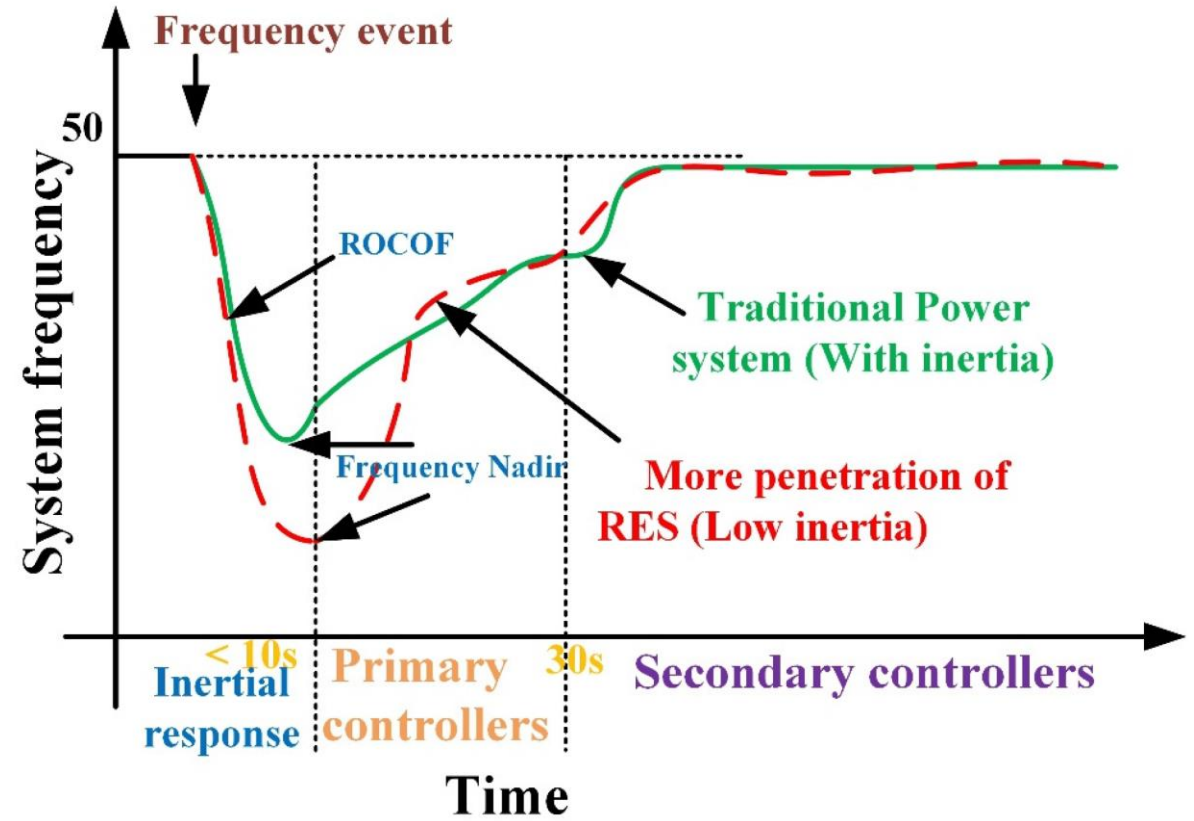 Frequency event
50
System frequency
ROCOF
Traditional Power
system (With inertia)
Frequency Nadir
More penetration of
RES (Low inertia)
< 10s
30s
Inertial
response
Primary
controllers
Secondary controllers
Time